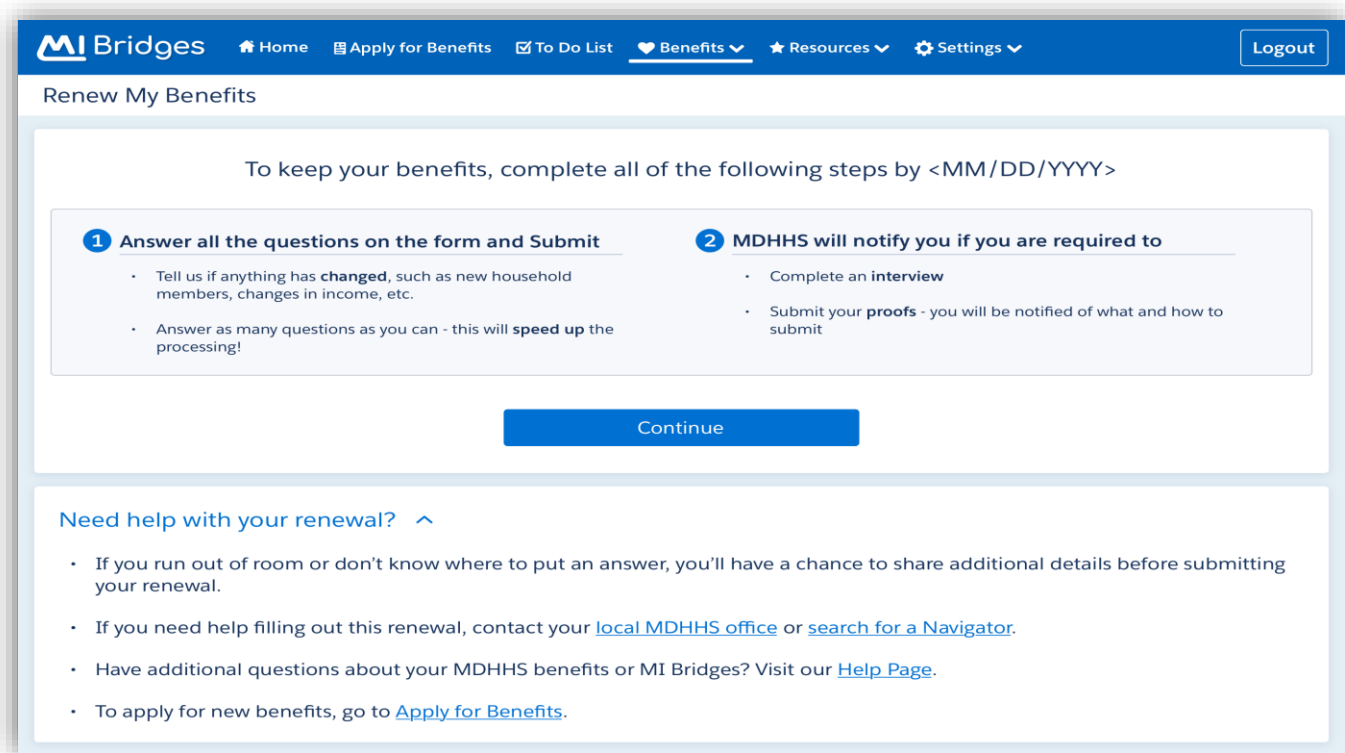 MI Bridges Home Apply for Benefits To Do List Benefits Resources Settings Logout
Renew My Benefits
To keep your benefits, complete all of the following steps by <MM/DD/YYYY>
1 Answer all the questions on the form and Submit
· Tell us if anything has changed, such as new household
members, changes in income, etc.
· Answer as many questions as you can - this will speed up the
processing!
2 MDHHS will notify you if you are required to
· Complete an interview
· Submit your proofs - you will be notified of what and how to
submit
Continue
Need help with your renewal?
· If you run out of room or don’t know where to put an answer, you’ll have a chance to share additional details before submitting
your renewal.
· If you need help filling out this renewal, contact your local MDHHS office or search for a Navigator.
· Have additional questions about your MDHHS benefits or MI Bridges? Visit our Help Page.
· To apply for new benefits, go to Apply for Benefits.